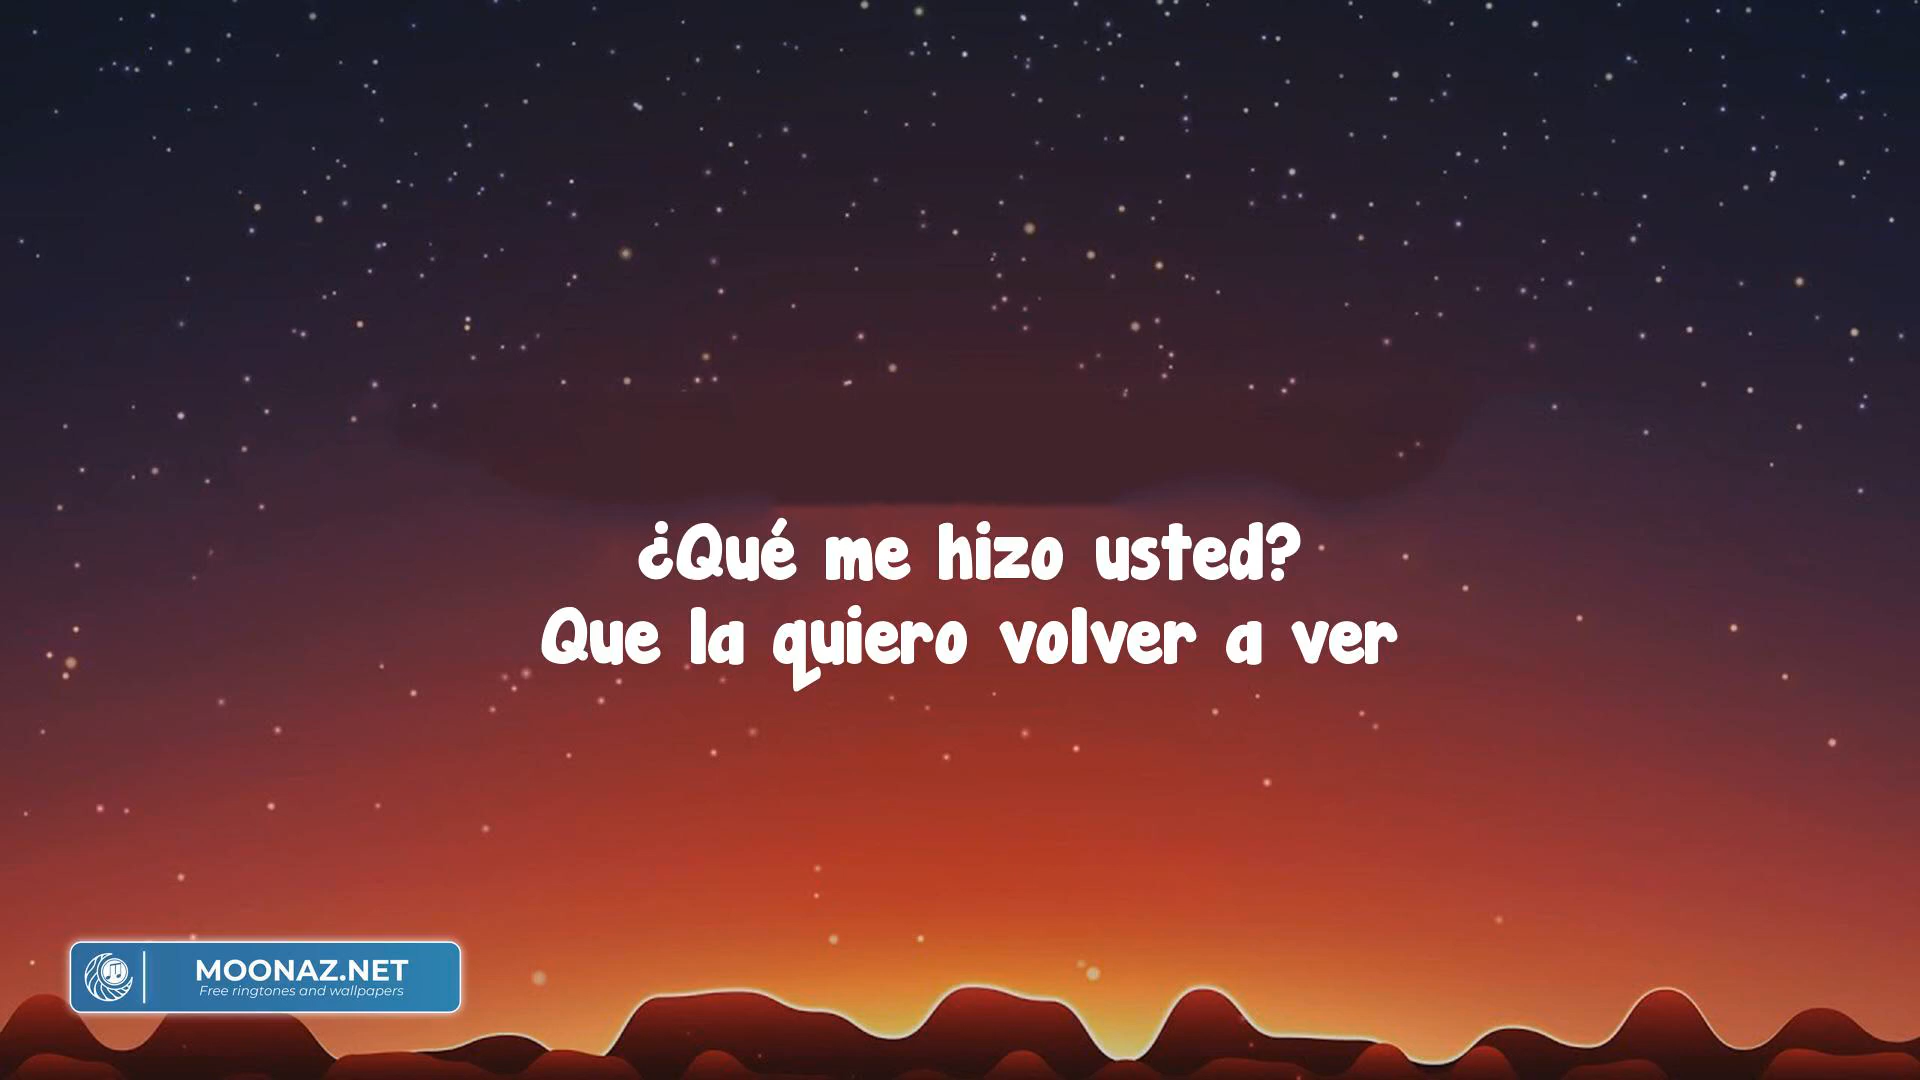 ¿Qué me hizo usted?
Que la quiero volver a ver
MOONAZ.NET
Free ringtones and wallpapers